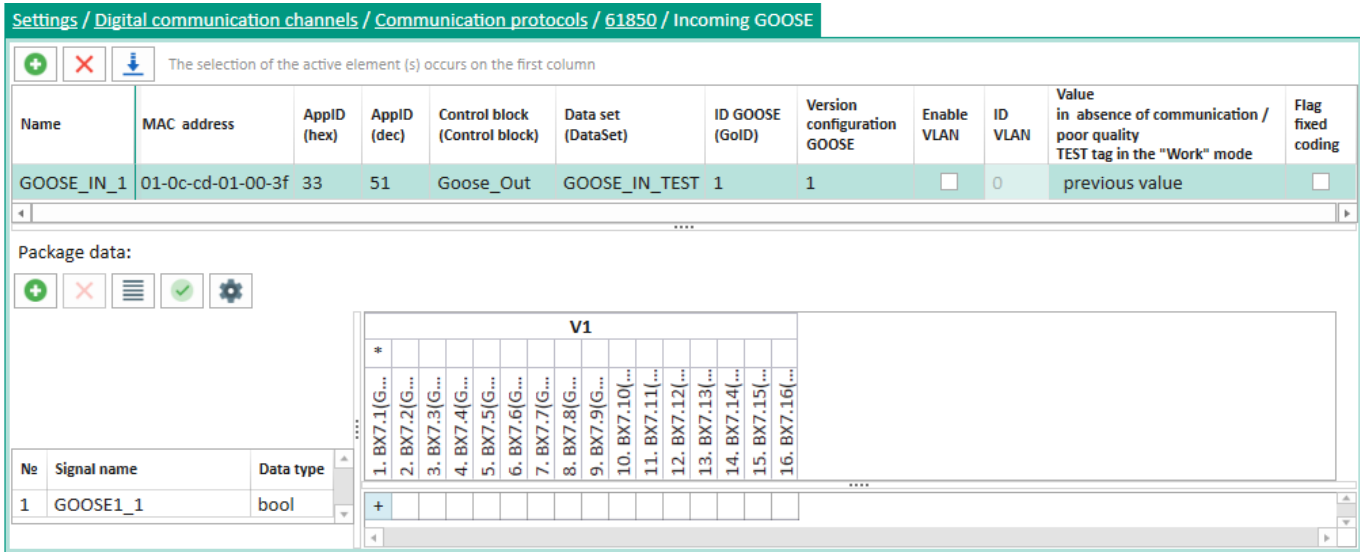 Settings / Digital communication channels / Communication protocols / 61850 / Incoming GOOSE
The selection of the active element (s) occurs on the first column
Name
MAC address
AppID
(hex)
AppID
(dec)
Control block
(Control block)
Data set
(DataSet)
ID GOOSE
(GoID)
Version
configuration
GOOSE
Enable
VLAN
ID
VLAN
Value
in absence of communication /
poor quality
TEST tag in the "Work" mode
Flag
fixed
coding
GOOSE_IN_1 01-0c-cd-01-00-3f 33 51 Goose_Out GOOSE_IN_TEST 1 1 0 previous value
Package data:
V1
*
1. BX7.1(G...
2. BX7.2(G...
3. BX7.3(G...
4. BX7.4(G...
5. BX7.5(G...
6. BX7.6(G...
7. BX7.7(G...
8. BX7.8(G...
9. BX7.9(G...
10. BX7.10(...
11. BX7.11(...
12. BX7.12(...
13. BX7.13(...
14. BX7.14(...
15. BX7.15(...
16. BX7.16(...
№ Signal name Data type
1 GOOSE1_1 bool
+